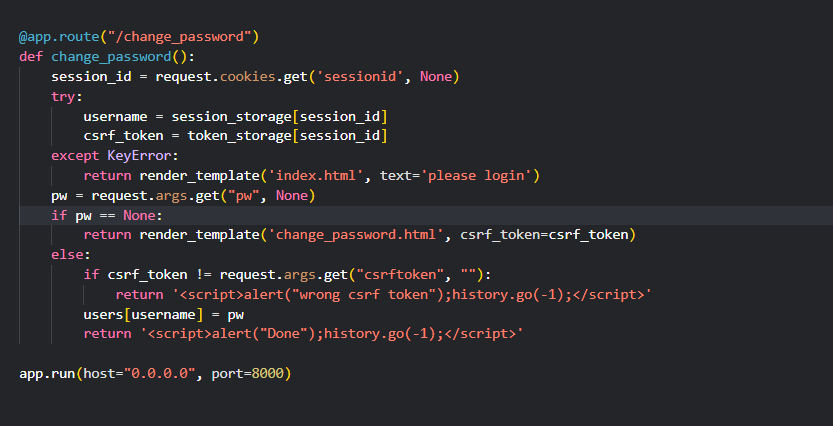 @app.route("/change_password")
def change_password():
    session_id = request.cookies.get('sessionid', None)
    try:
        username = session_storage[session_id]
        csrf_token = token_storage[session_id]
    except KeyError:
        return render_template('index.html', text='please login')
    pw = request.args.get("pw", None)
    if pw == None:
        return render_template('change_password.html', csrf_token=csrf_token)
    else:
        if csrf_token != request.args.get("csrftoken", ""):
            return '<script>alert("wrong csrf token");history.go(-1);</script>'
        users[username] = pw
        return '<script>alert("Done");history.go(-1);</script>'
app.run(host="0.0.0.0", port=8000)